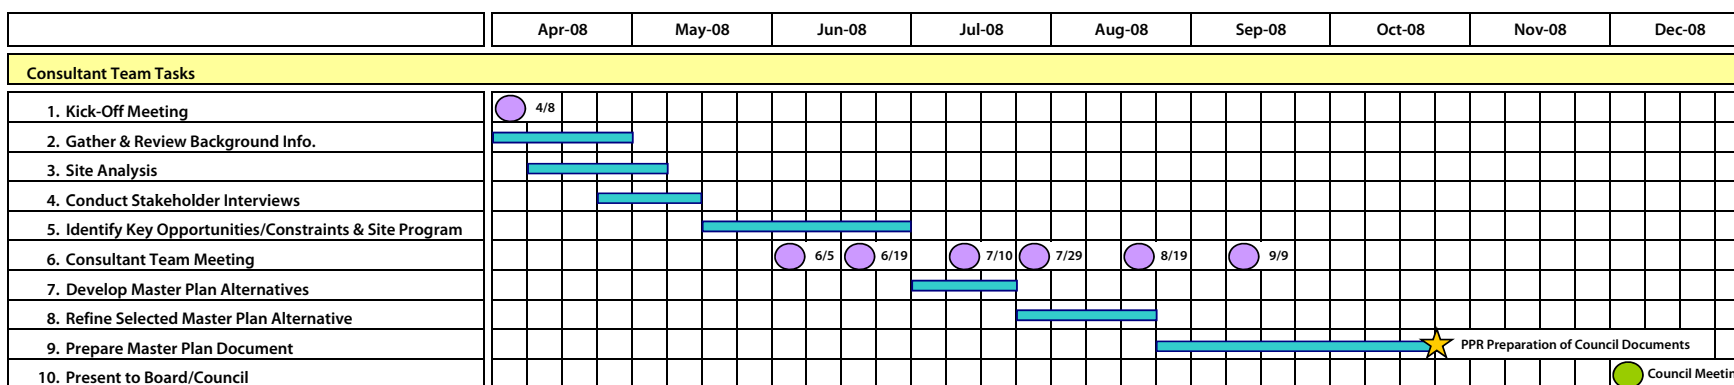 Apr-08 May-08 Jun-08 Jul-08 Aug-08 Sep-08 Oct-08 Nov-08 Dec-08
Consultant Team Tasks
1. Kick-Off Meeting 4/8
2. Gather & Review Background Info.
3. Site Analysis
4. Conduct Stakeholder Interviews
5. Identify Key Opportunities/Constraints & Site Program
6. Consultant Team Meeting 6/5 6/19 7/10 7/29 8/19 9/9
7. Develop Master Plan Alternatives
8. Refine Selected Master Plan Alternative
9. Prepare Master Plan Document PPR Preparation of Council Documents
10. Present to Board/Council Council Meetin